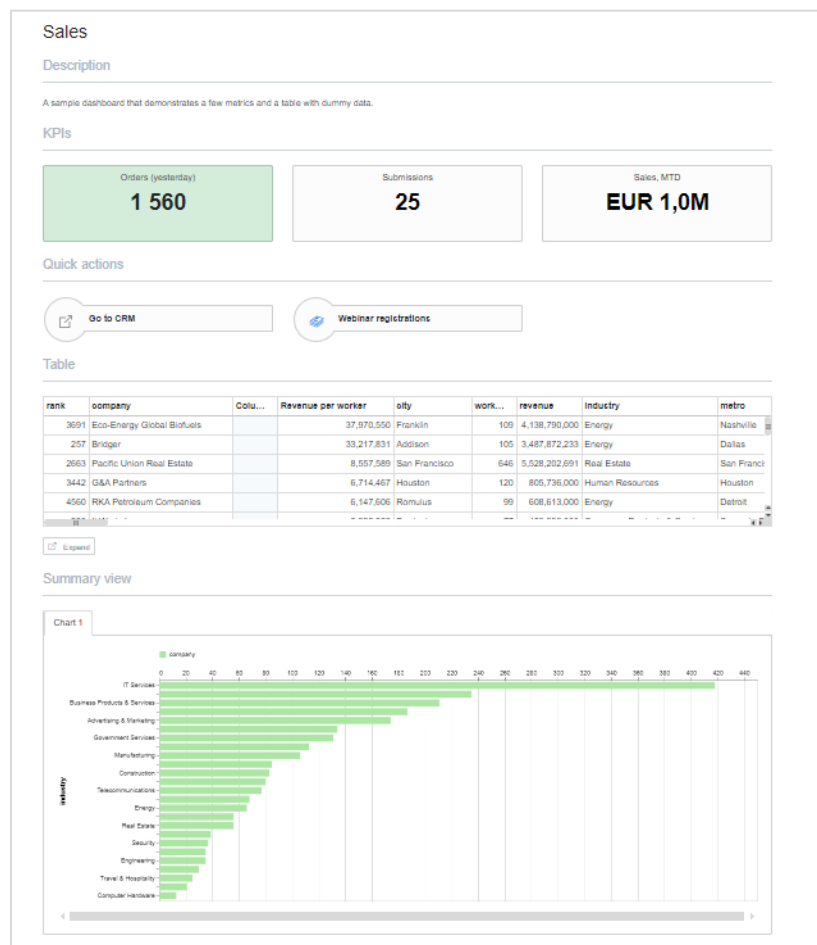 Sales
Description
A sample dashboard that demonstrates a few metrics and a table with dummy data.
KPIs
Orders (yesterday) Submissions Sales, MTD
1 560 25 EUR 1,0M
Quick actions
Go to CRM Webinar registrations
Table
rank company Colu... Revenue per worker city work... revenue industry metro
3691 Eco-Energy Global Biofuels 37,970,550 Franklin 109 4,138,790,000 Energy Nashville
257 Bridger 33,217,831 Addison 105 3,487,872,233 Energy Dallas
2663 Pacific Union Real Estate 8,557,589 San Francisco 646 5,528,202,691 Real Estate San Franci
3442 G&A Partners 6,714,467 Houston 120 805,736,000 Human Resources Houston
4560 RKA Petroleum Companies 6,147,606 Romulus 99 608,613,000 Energy Detroit
Expand
Summary view
Chart 1
company
0 20 40 60 80 100 120 140 160 180 200 220 240 260 280 300 320 340 360 380 400 420 440
IT Services
Business Products & Services
Advertising & Marketing
Government Services
Manufacturing
Construction
Telecommunications
Energy
Real Estate
Security
Engineering
Travel & Hospitality
Computer Hardware
industry